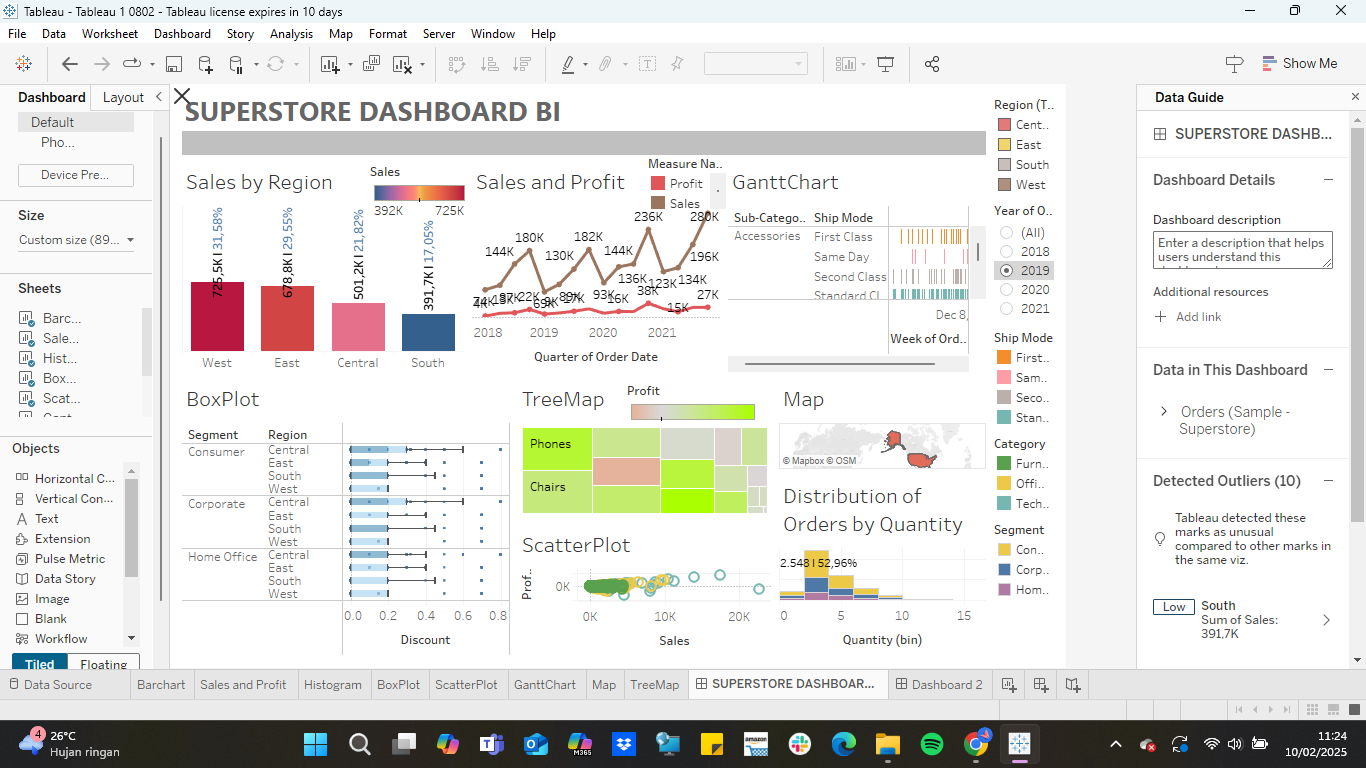 Tableau - Tableau 1 0802 - Tableau license expires in 10 days
File Data Worksheet Dashboard Story Analysis Map Format Server Window Help
Show Me
Dashboard Layout
Default
Pho...
Device Pre...
Size
Custom size (89...
Sheets
Barc...
Sale...
Hist...
Box...
Scat...
Objects
Horizontal C...
Vertical Con...
Text
Extension
Pulse Metric
Data Story
Image
Blank
Workflow
Tiled Floating
SUPERSTORE DASHBOARD BI
Sales by Region
Sales
392K 725K
725,5K | 31,58%
678,8K | 29,55%
501,2K | 21,82%
391,7K | 17,05%
West East Central South
Sales and Profit
Measure Na..
Profit
Sales
236K 280K
144K 180K 130K 182K 144K 196K
136K 123K 134K
93K 38K 27K
22K 16K 15K
2018 2019 2020 2021
Quarter of Order Date
GanttChart
Sub-Catego.. Ship Mode
Accessories First Class
Same Day
Second Class
Standard Cl
Dec 8,
Week of Ord..
BoxPlot
Segment Region
Consumer Central
East
South
West
Corporate Central
East
South
West
Home Office Central
East
South
West
0.0 0.2 0.4 0.6 0.8
Discount
TreeMap
Profit
Phones
Chairs
ScatterPlot
Prof..
0K
0K 10K 20K
Sales
Map
© Mapbox © OSM
Distribution of
Orders by Quantity
2.548 | 52,96%
0 5 10 15
Quantity (bin)
Region (T..
Cent..
East
South
West
Year of O..
(All)
2018
2019
2020
2021
Ship Mode
First..
Sam..
Seco..
Stan..
Category
Furn..
Offi..
Tech..
Segment
Con..
Corp..
Hom..
Data Guide
SUPERSTORE DASHB...
Dashboard Details
Dashboard description
Enter a description that helps
users understand this
Additional resources
Add link
Data in This Dashboard
Orders (Sample -
Superstore)
Detected Outliers (10)
Tableau detected these
marks as unusual
compared to other marks in
the same viz.
Low South
Sum of Sales:
391,7K
Data Source Barchart Sales and Profit Histogram BoxPlot ScatterPlot GanttChart Map TreeMap SUPERSTORE DASHBOAR... Dashboard 2
4
26°C
Hujan ringan
M365
amazon
11:24
10/02/2025